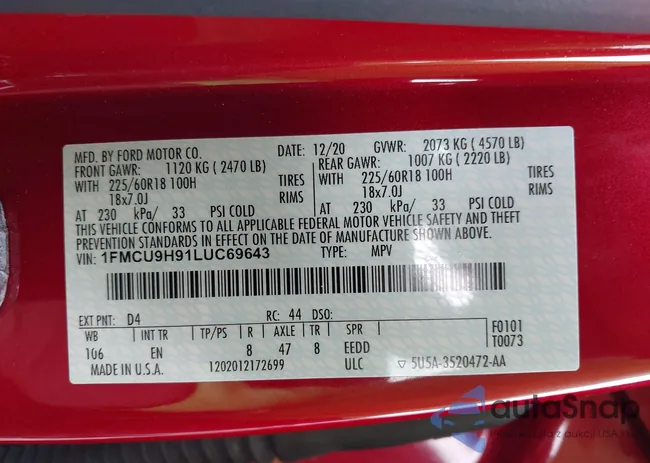 MFD. BY FORD MOTOR CO. DATE: 12/20 GVWR: 2073 KG ( 4570 LB)
FRONT GAWR: 1120 KG ( 2470 LB) REAR GAWR: 1007 KG ( 2220 LB)
WITH 225/60R18 100H TIRES WITH 225/60R18 100H TIRES
18x7.0J RIMS 18x7.0J RIMS
AT 230 kPa/ 33 PSI COLD AT 230 kPa/ 33 PSI COLD
THIS VEHICLE CONFORMS TO ALL APPLICABLE FEDERAL MOTOR VEHICLE SAFETY AND THEFT
PREVENTION STANDARDS IN EFFECT ON THE DATE OF MANUFACTURE SHOWN ABOVE.
VIN: 1FMCU9H91LUC69643 TYPE: MPV
EXT PNT: D4 RC: 44 DSO: F0101
WB INT TR TP/PS R AXLE TR SPR T0073
106 EN 8 47 8 EEDD
MADE IN U.S.A. 1202012172699 ULC ▽ 5U5A-3520472-AA
autoSnap